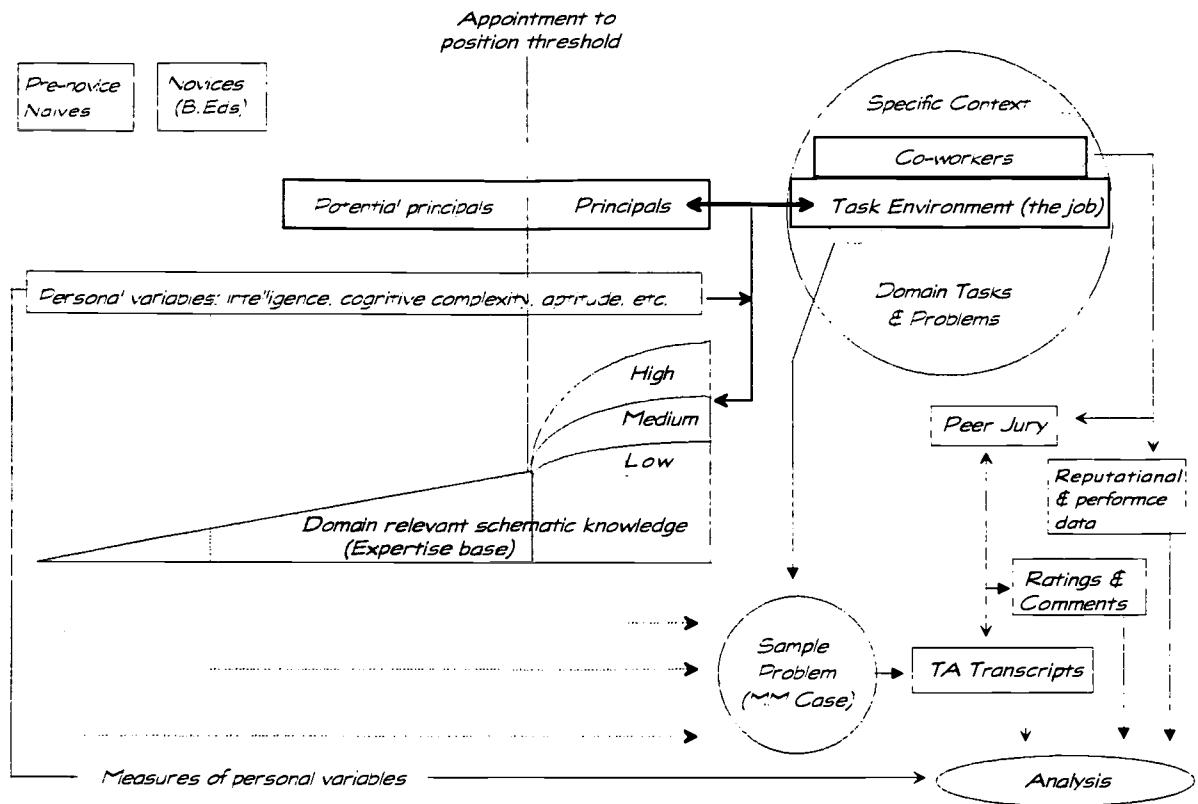 Appointment to
position threshold
Pre-novice
Naives
Novices
(B.Eds)
Specific Context
Co-workers
Potential principals
Principals
Task Environment (the job)
Personal variables: intelligence, cognitive complexity, aptitude, etc.
Domain Tasks
& Problems
High
Medium
Low
Peer Jury
Reputational
& performce
data
Domain relevant schematic knowledge
(Expertise base)
Ratings &
Comments
Sample
Problem
(MM Case)
TA Transcripts
Measures of personal variables
Analysis